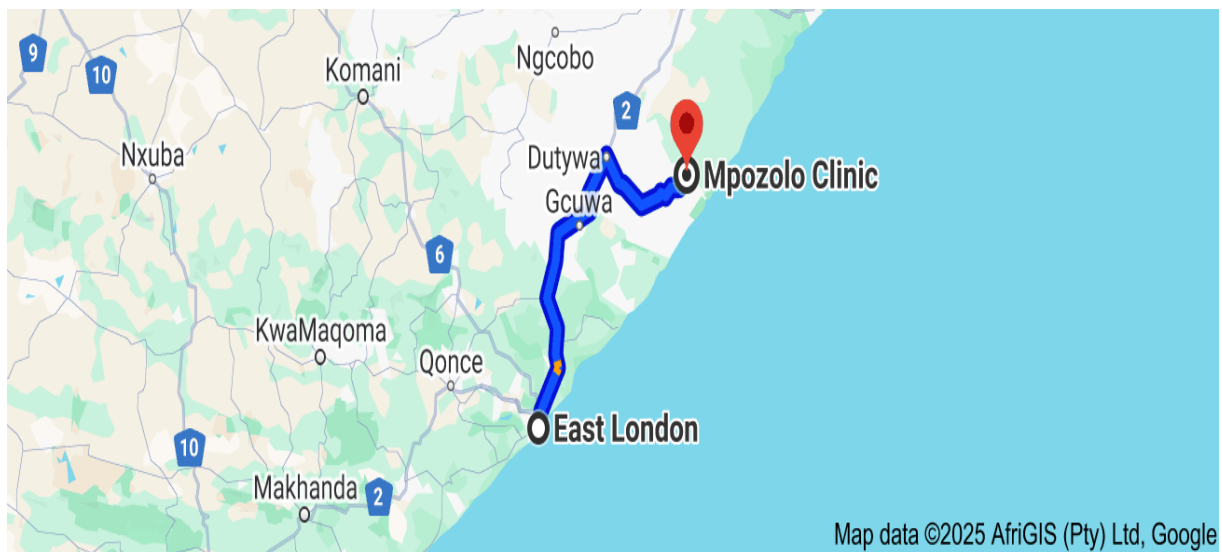 9
10
Ngcobo
Komani
2
Nxuba
Dutywa
Mpozolo Clinic
Gcuwa
6
KwaMaqoma
Qonce
East London
10
Makhanda
2
Map data ©2025 AfriGIS (Pty) Ltd, Google